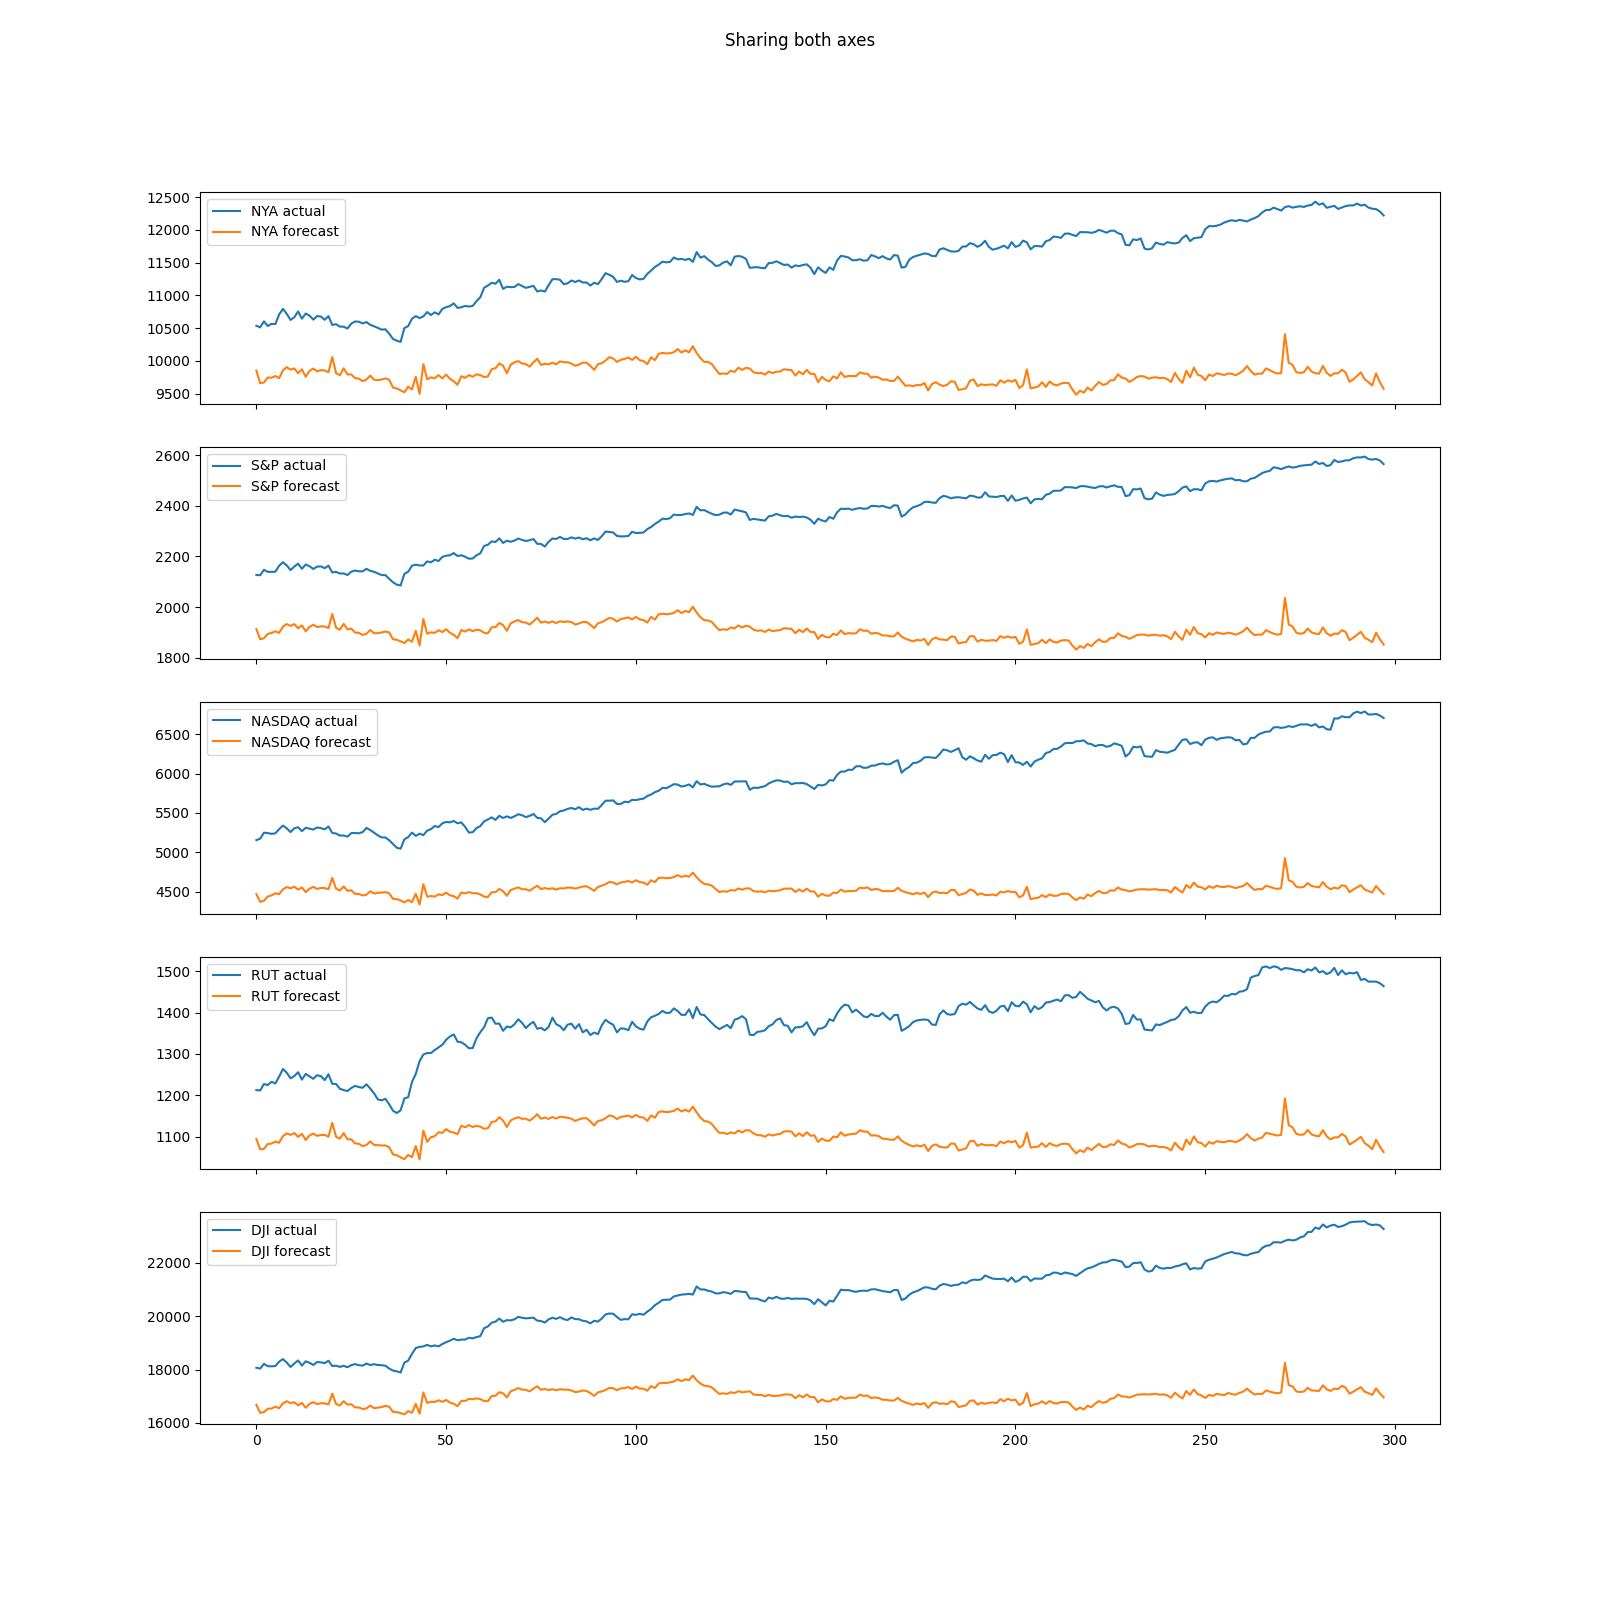 Sharing both axes
12500
12000
11500
11000
10500
10000
9500
NYA actual
NYA forecast
2600
2400
2200
2000
1800
S&P actual
S&P forecast
6500
6000
5500
5000
4500
NASDAQ actual
NASDAQ forecast
1500
1400
1300
1200
1100
RUT actual
RUT forecast
22000
20000
18000
16000
DJI actual
DJI forecast
0 50 100 150 200 250 300